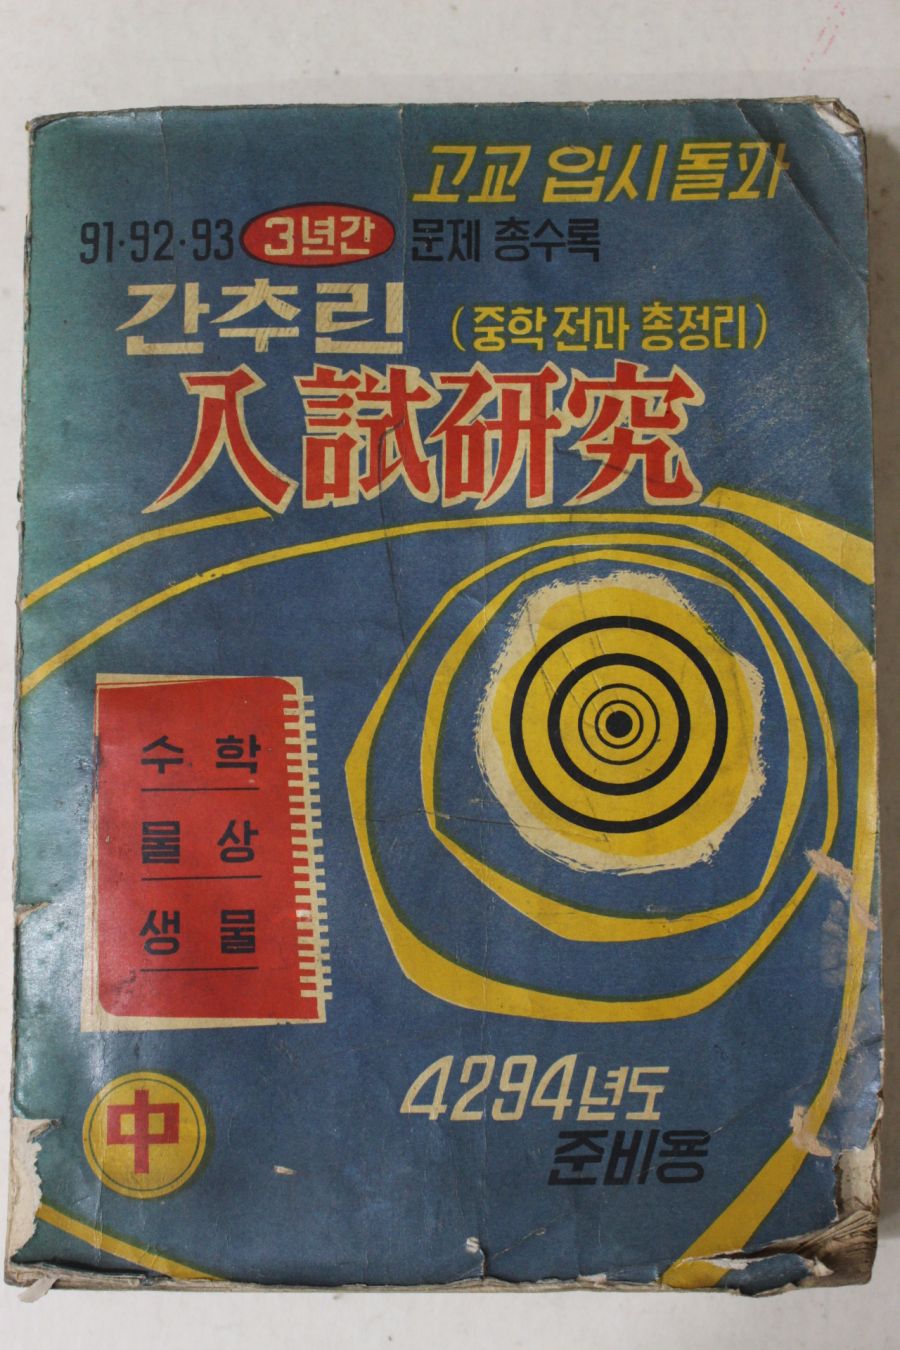 고교 입시 돌파
91·92·93 3년간 문제 총수록
간추린 (중학 전과 총정리)
入試硏究
수학
물상
생물
4294년도
준비용
中